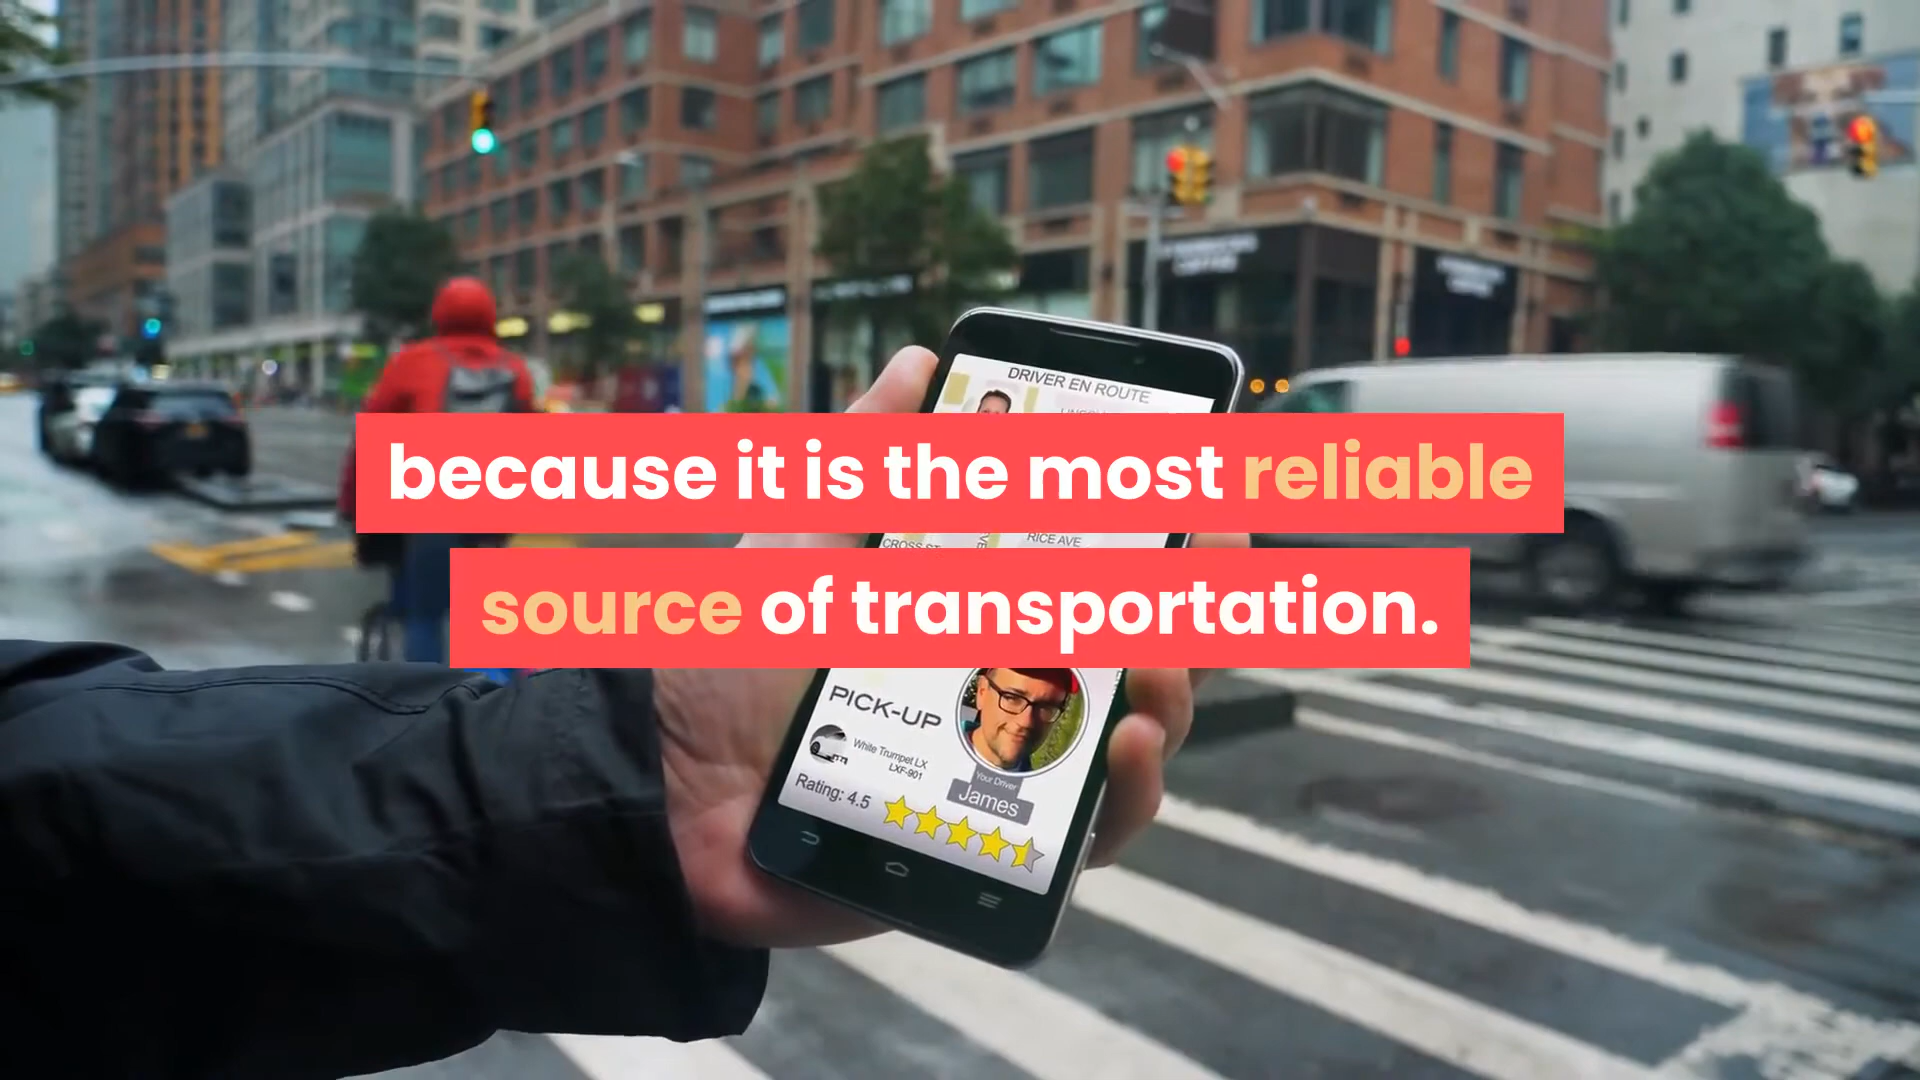 DRIVER EN ROUTE
because it is the most reliable
RICE AVE
source of transportation.
PICK-UP
White Trumpet LX
LXF-901
Your Driver
James
Rating: 4.5